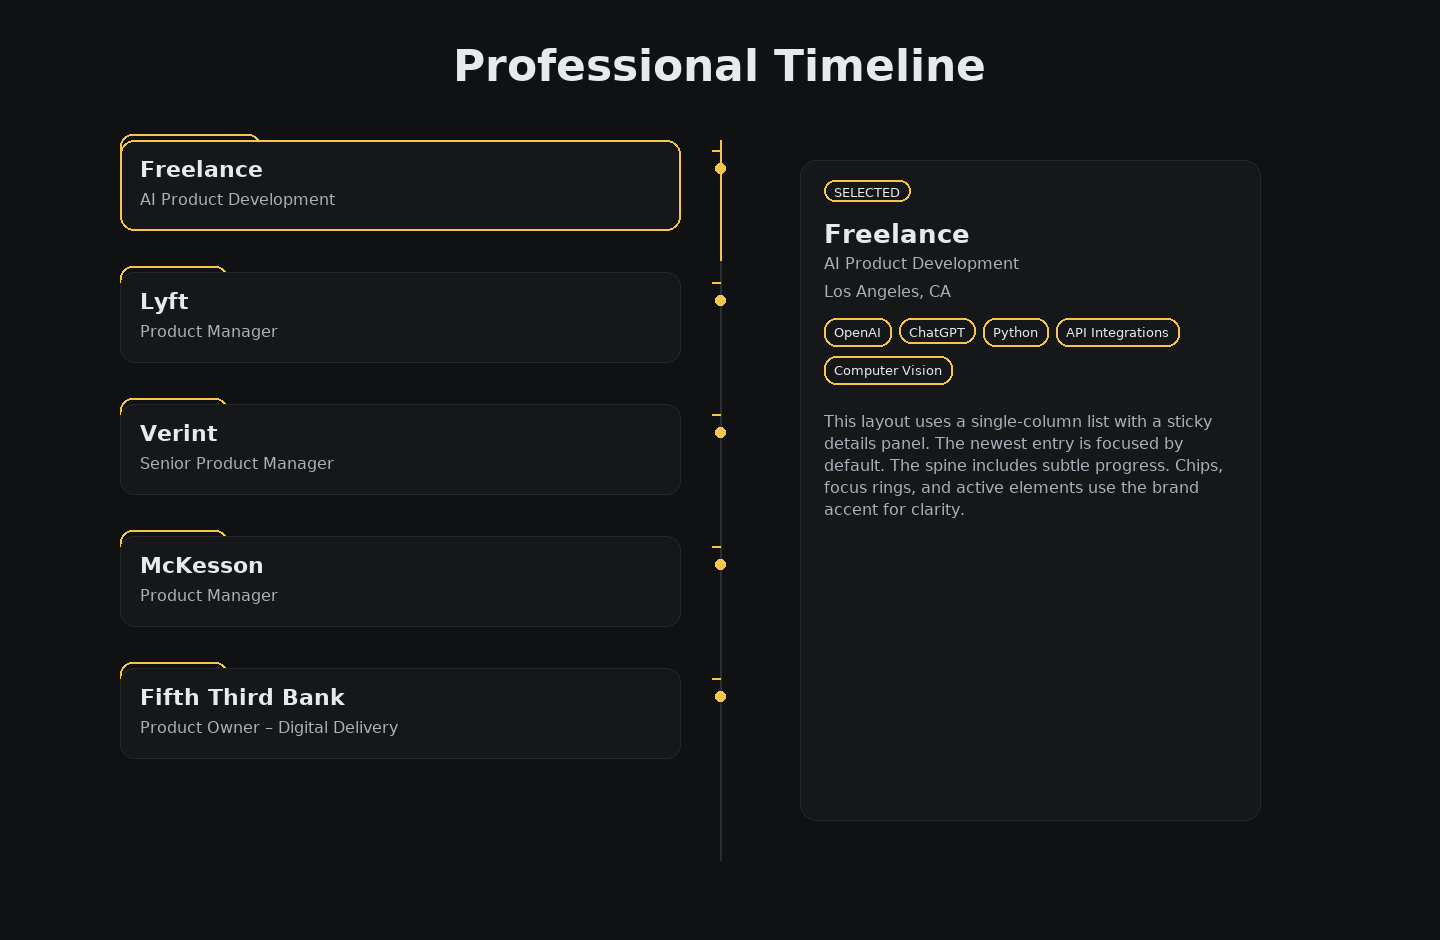 Professional Timeline
Freelance
AI Product Development
Lyft
Product Manager
Verint
Senior Product Manager
McKesson
Product Manager
Fifth Third Bank
Product Owner – Digital Delivery
SELECTED
Freelance
AI Product Development
Los Angeles, CA
OpenAI ChatGPT Python API Integrations
Computer Vision
This layout uses a single-column list with a sticky
details panel. The newest entry is focused by
default. The spine includes subtle progress. Chips,
focus rings, and active elements use the brand
accent for clarity.